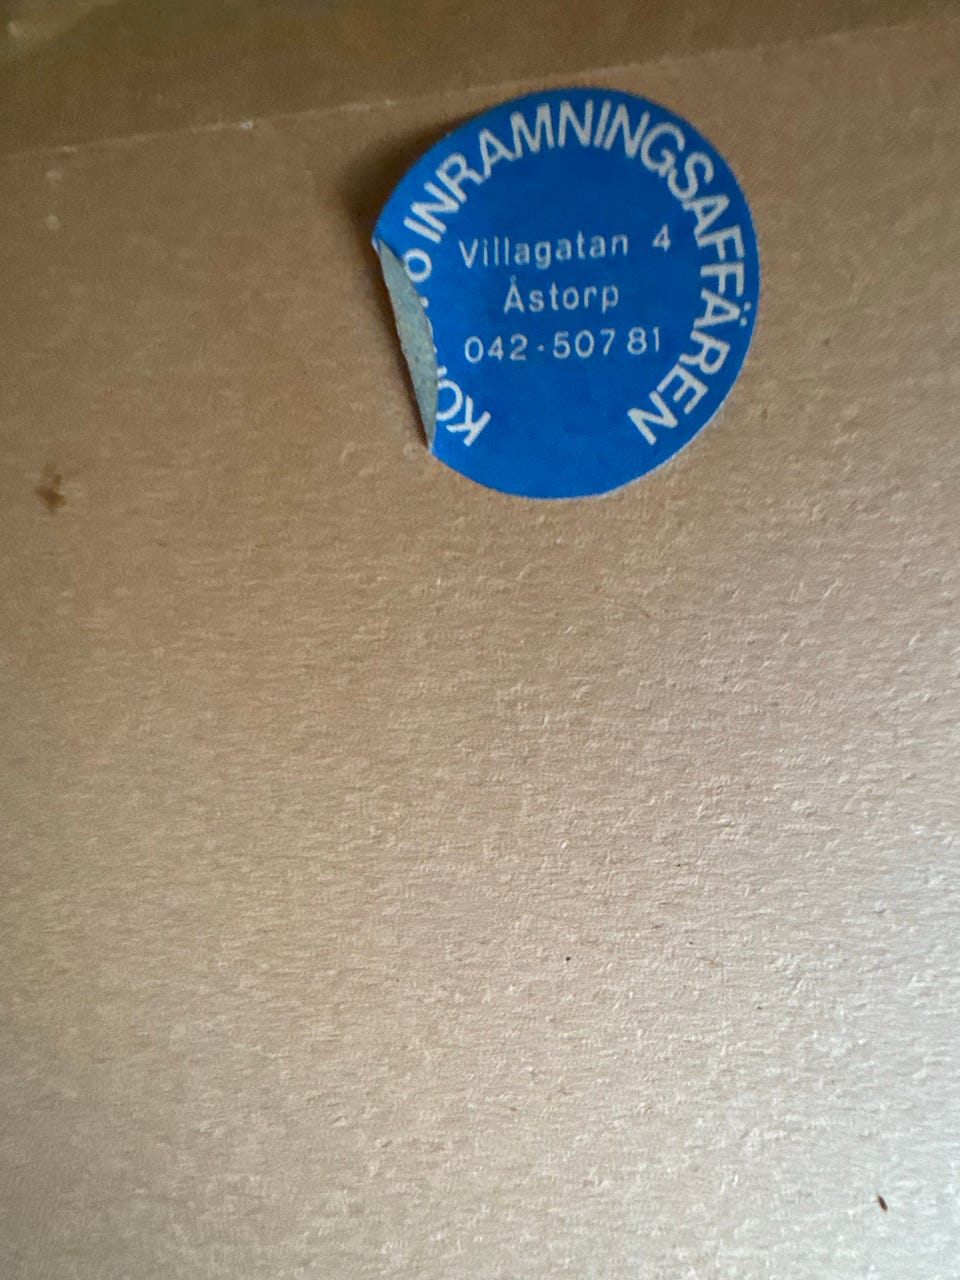 O INRAMNINGSAFFÄREN
Villagatan 4
Åstorp
042-507 81